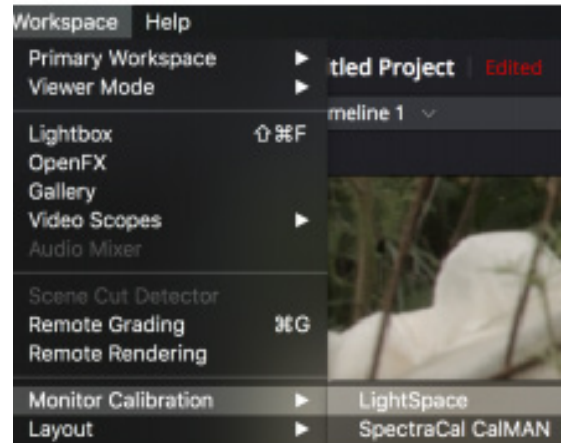 Workspace Help
Primary Workspace ▶
tled Project Edited
Viewer Mode ▶
meline 1
Lightbox ⇧⌘F
OpenFX
Gallery
Video Scopes ▶
Audio Mixer
Scene Cut Detector
Remote Grading ⌘G
Remote Rendering
Monitor Calibration ▶ LightSpace
Layout ▶ SpectraCal CalMAN